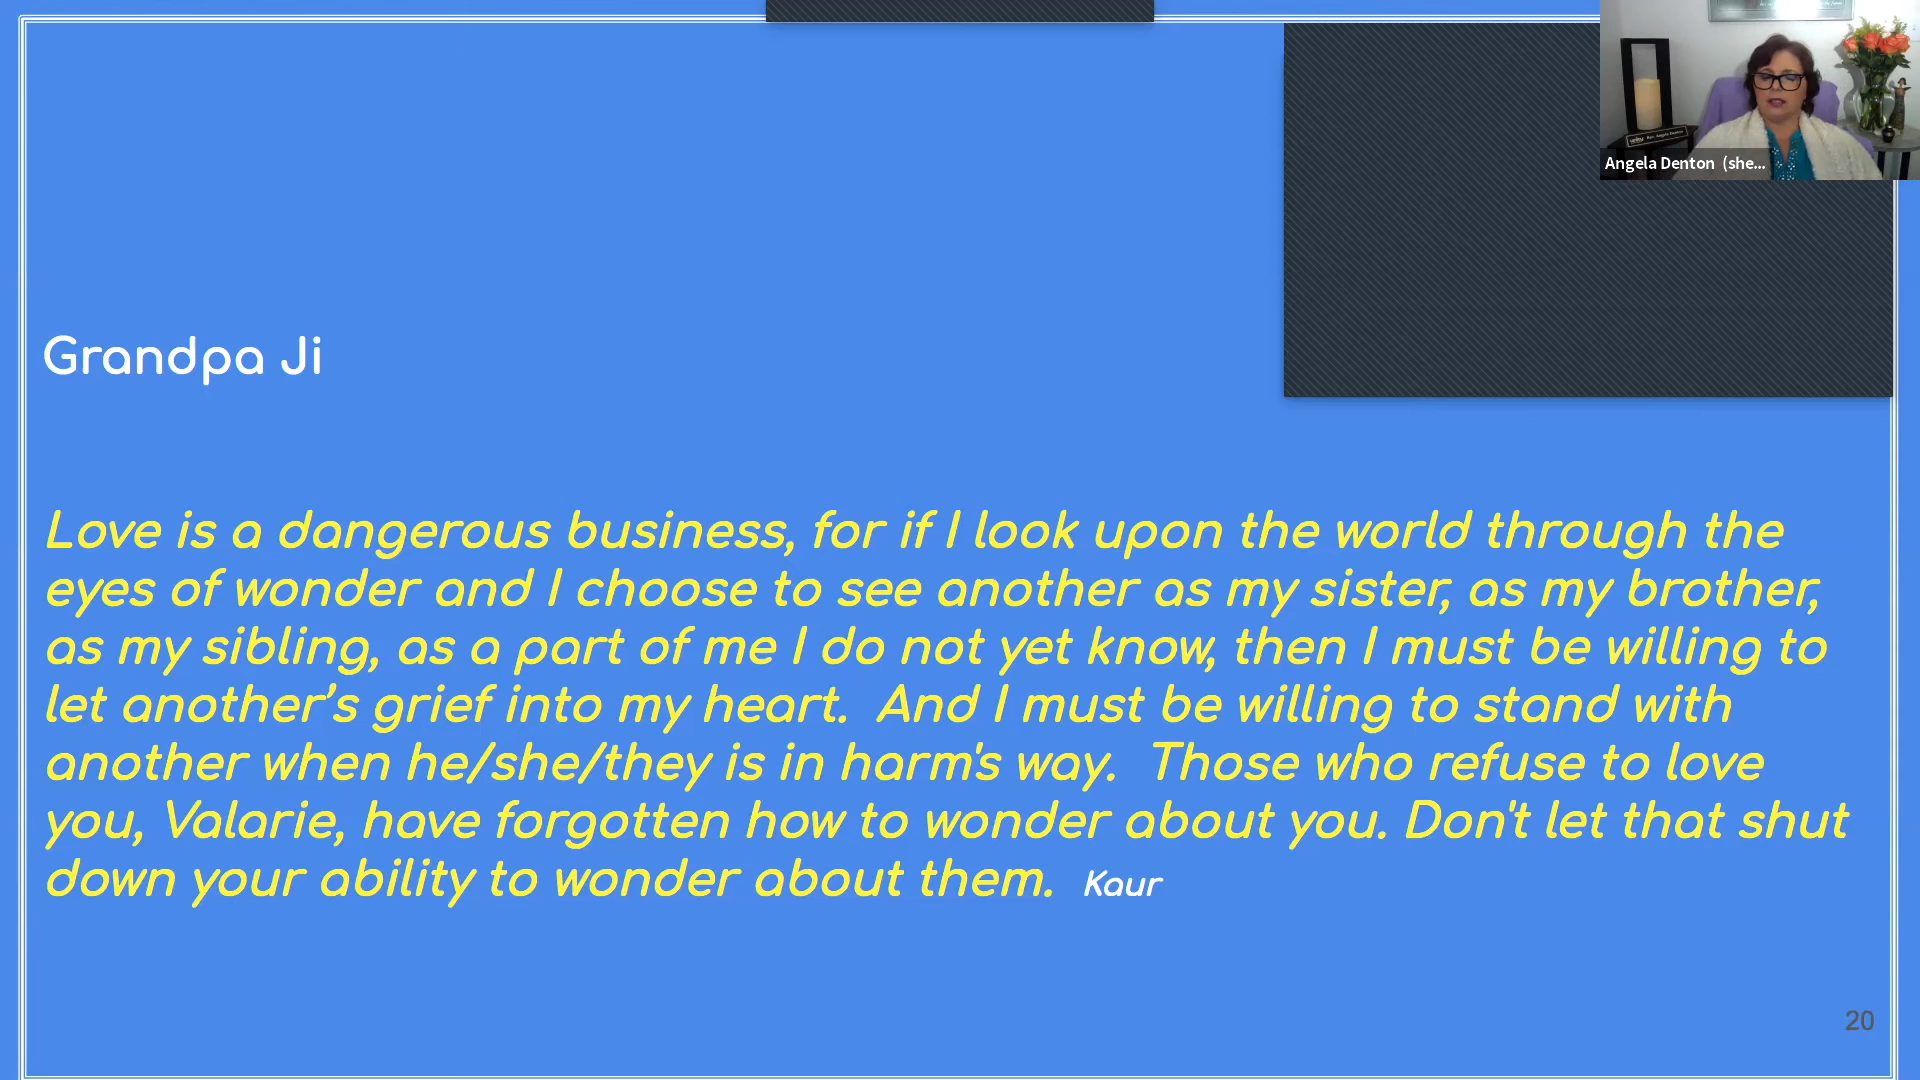 Angela Denton (she...
Grandpa Ji
Love is a dangerous business, for if I look upon the world through the
eyes of wonder and I choose to see another as my sister, as my brother,
as my sibling, as a part of me I do not yet know, then I must be willing to
let another’s grief into my heart.  And I must be willing to stand with
another when he/she/they is in harm's way.  Those who refuse to love
you, Valarie, have forgotten how to wonder about you. Don't let that shut
down your ability to wonder about them.  Kaur
20